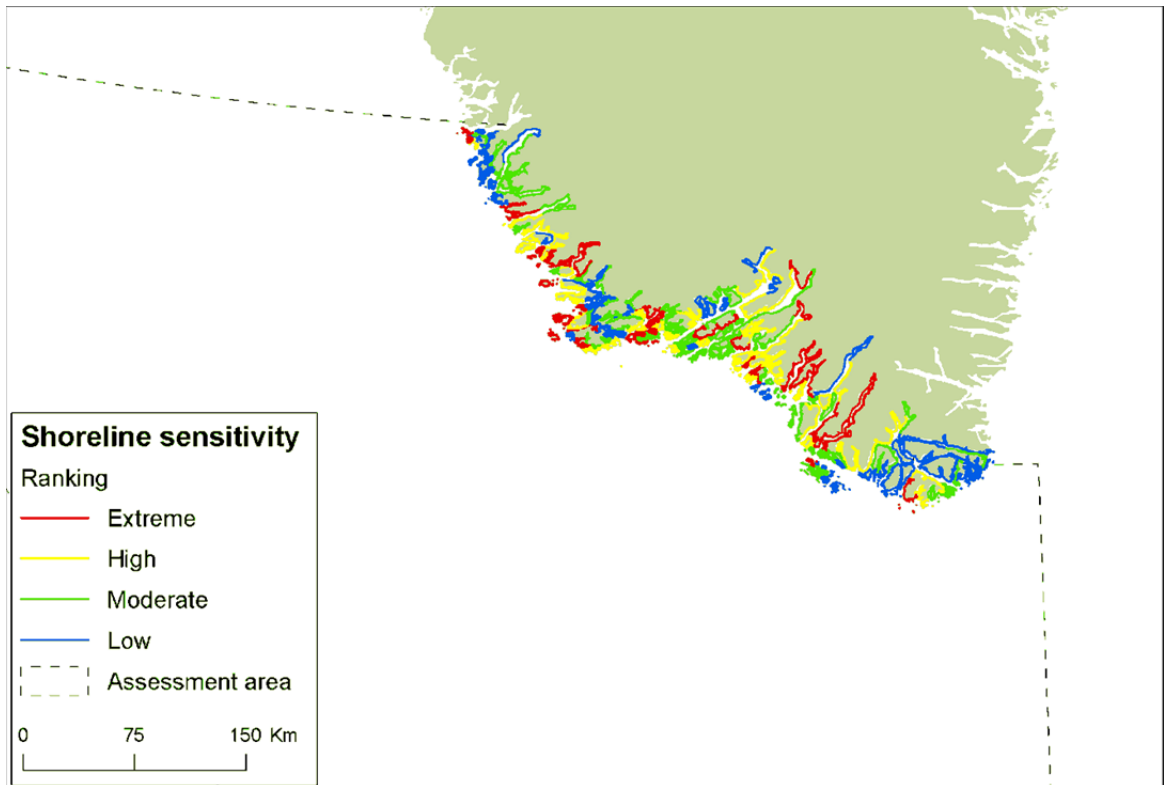 Shoreline sensitivity
Ranking
Extreme
High
Moderate
Low
Assessment area
0 75 150 Km